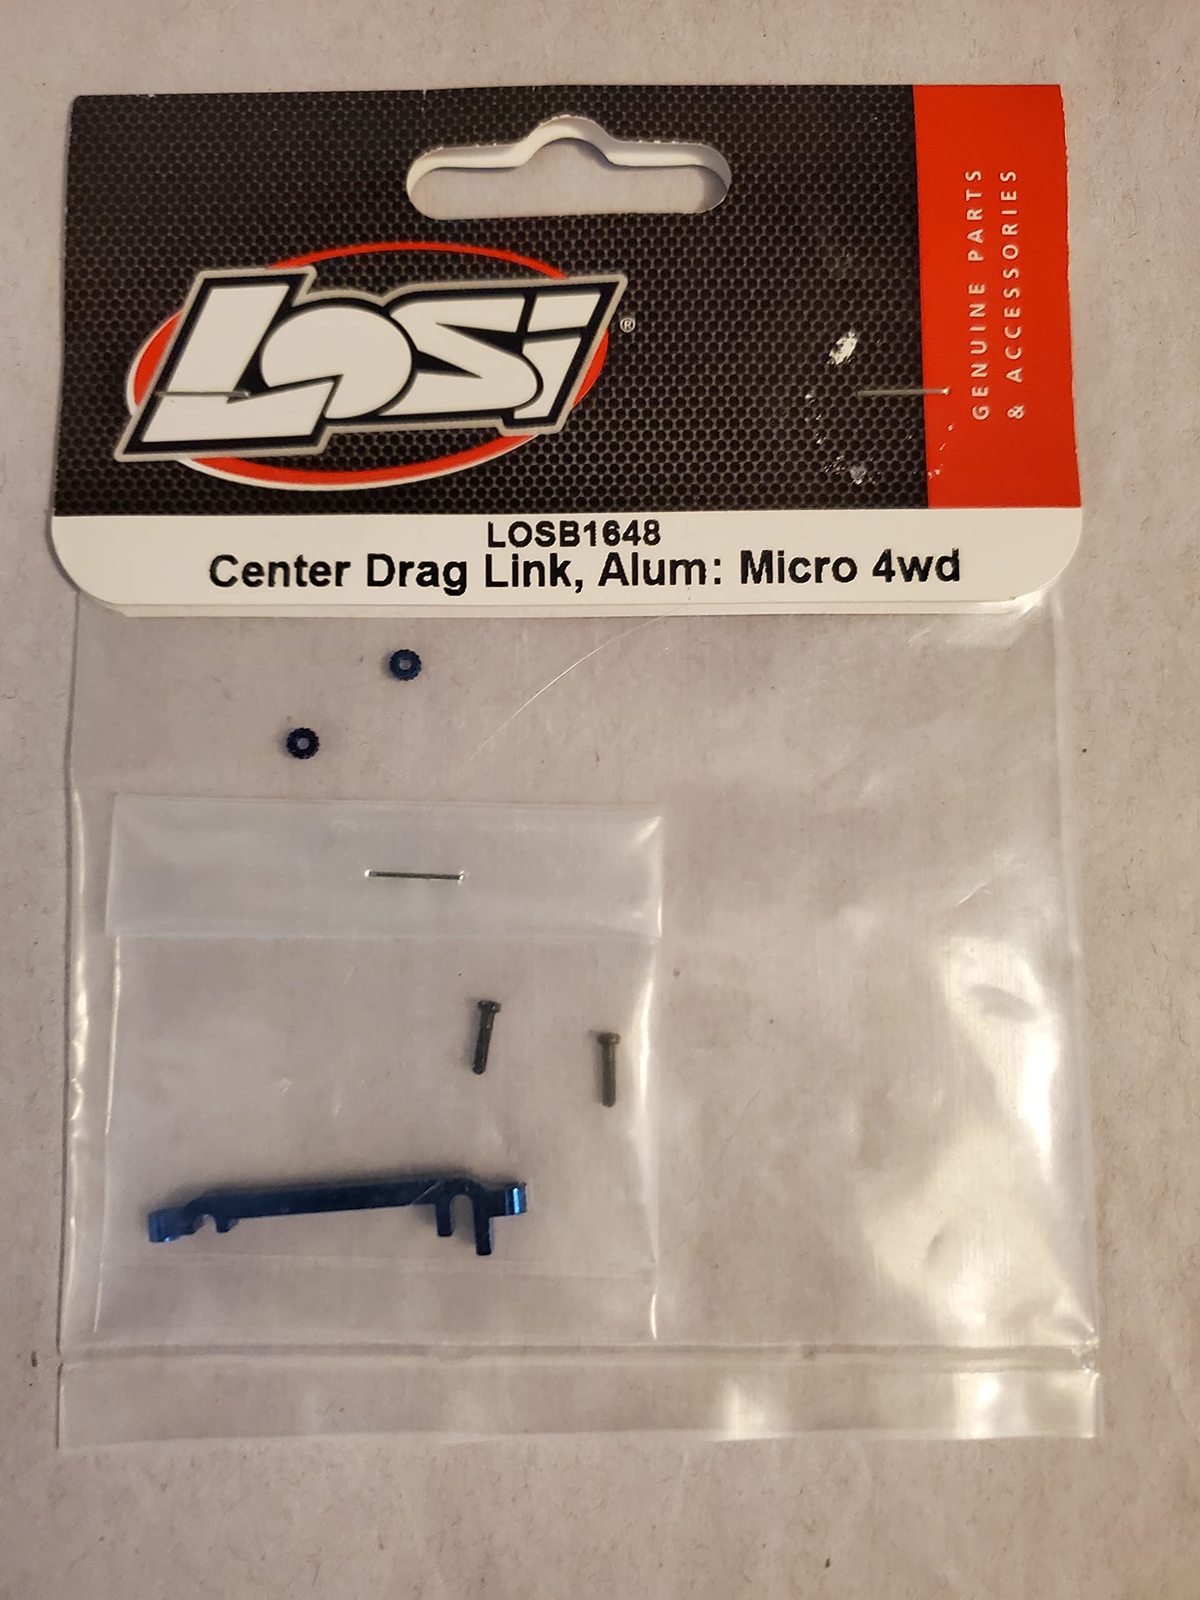 GENUINE PARTS
& ACCESSORIES
Losi®
LOSB1648
Center Drag Link, Alum: Micro 4wd